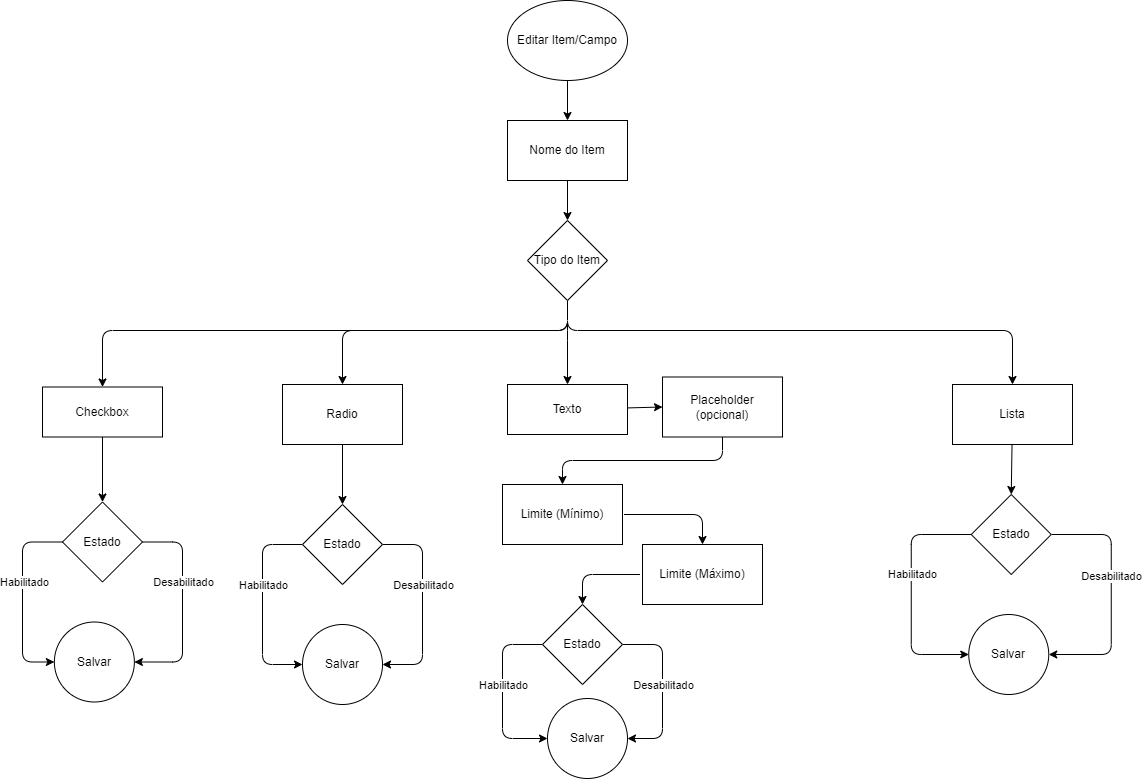 Editar Item/Campo
Nome do Item
Tipo do Item
Checkbox
Radio
Texto
Placeholder
(opcional)
Lista
Limite (Mínimo)
Limite (Máximo)
Estado
Habilitado
Desabilitado
Salvar
Estado
Habilitado
Desabilitado
Salvar
Estado
Habilitado
Desabilitado
Salvar
Estado
Habilitado
Desabilitado
Salvar